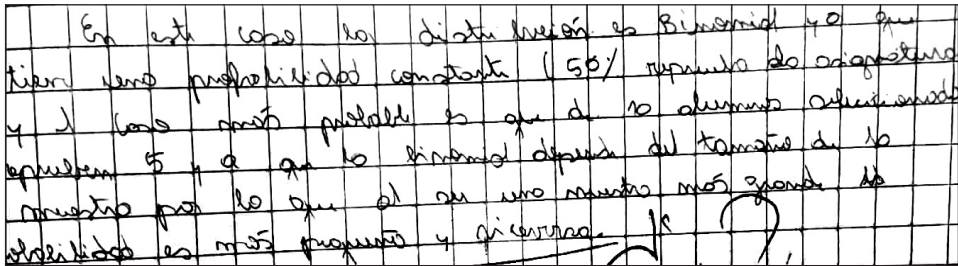 En este caso la distribución es Binomial ya que
tiene una probabilidad constante (50% reprueba la asignatura
y el caso más probable es que de 10 alumnos seleccionados
aprueben 5 ya que la binomial depende del tamaño de la
muestra por lo que al ser una muestra más grande la
probabilidad es más pequeña y viceversa.